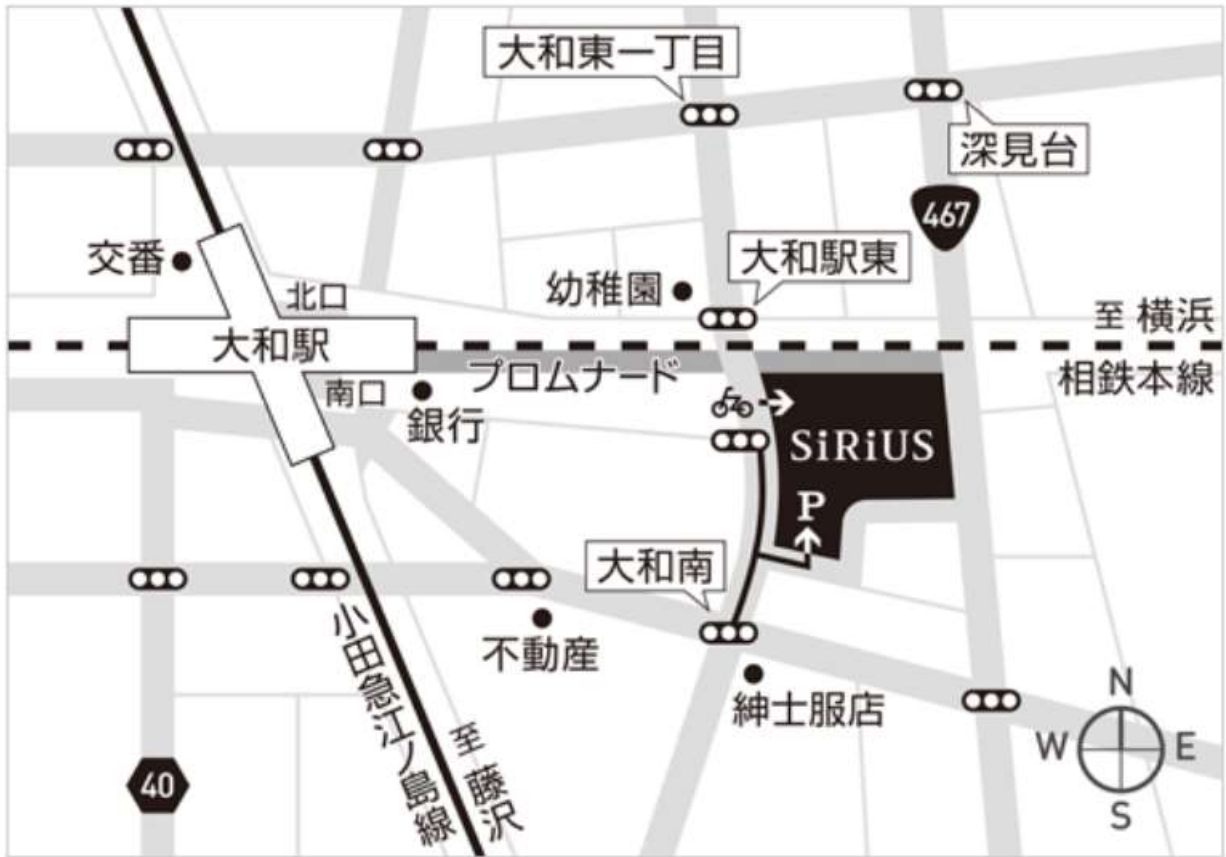 大和東一丁目
深見台
467
交番
大和駅東
幼稚園
北口
至 横浜
大和駅
プロムナード
相鉄本線
南口
銀行
SiRiUS
P
大和南
不動産
小田急江ノ島線
至 藤沢
紳士服店
40
N
W
E
S